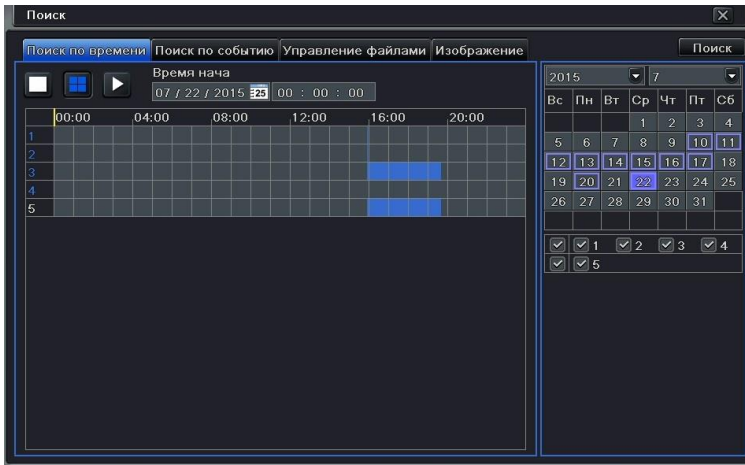 Поиск
Поиск по времени Поиск по событию Управление файлами Изображение
Поиск
Время нача
07 / 22 / 2015 25 00 : 00 : 00
00:00 04:00 08:00 12:00 16:00 20:00
1
2
3
4
5
2015 7
Вс Пн Вт Ср Чт Пт Сб
1 2 3 4
5 6 7 8 9 10 11
12 13 14 15 16 17 18
19 20 21 22 23 24 25
26 27 28 29 30 31
1 2 3 4
5